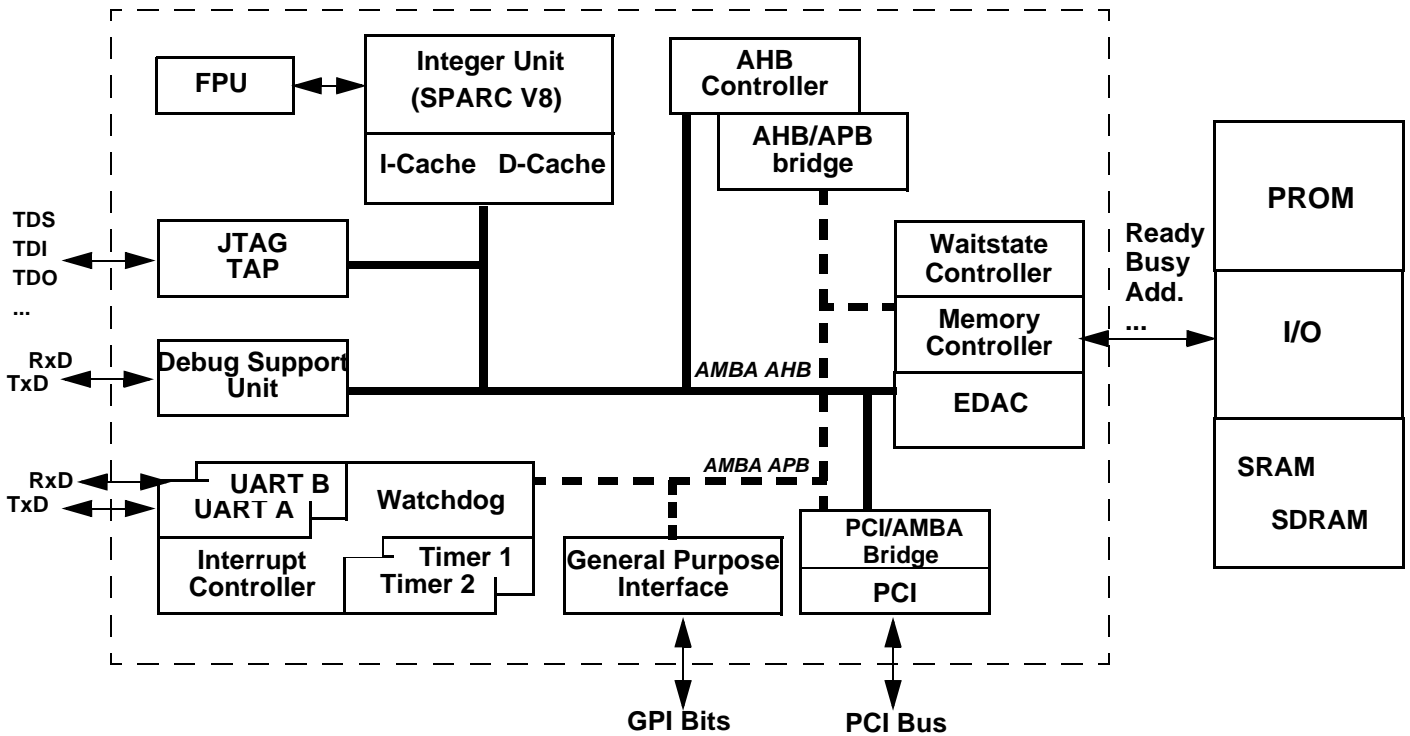 FPU
Integer Unit
(SPARC V8)
I-Cache D-Cache
AHB
Controller
AHB/APB
bridge
TDS
TDI
TDO
...
JTAG
TAP
RxD
TxD
Debug Support
Unit
AMBA AHB
Waitstate
Controller
Memory
Controller
EDAC
Ready
Busy
Add.
...
PROM
I/O
SRAM
SDRAM
RxD
TxD
UART B
UART A
Watchdog
Interrupt
Controller
Timer 1
Timer 2
AMBA APB
General Purpose
Interface
PCI/AMBA
Bridge
PCI
GPI Bits
PCI Bus